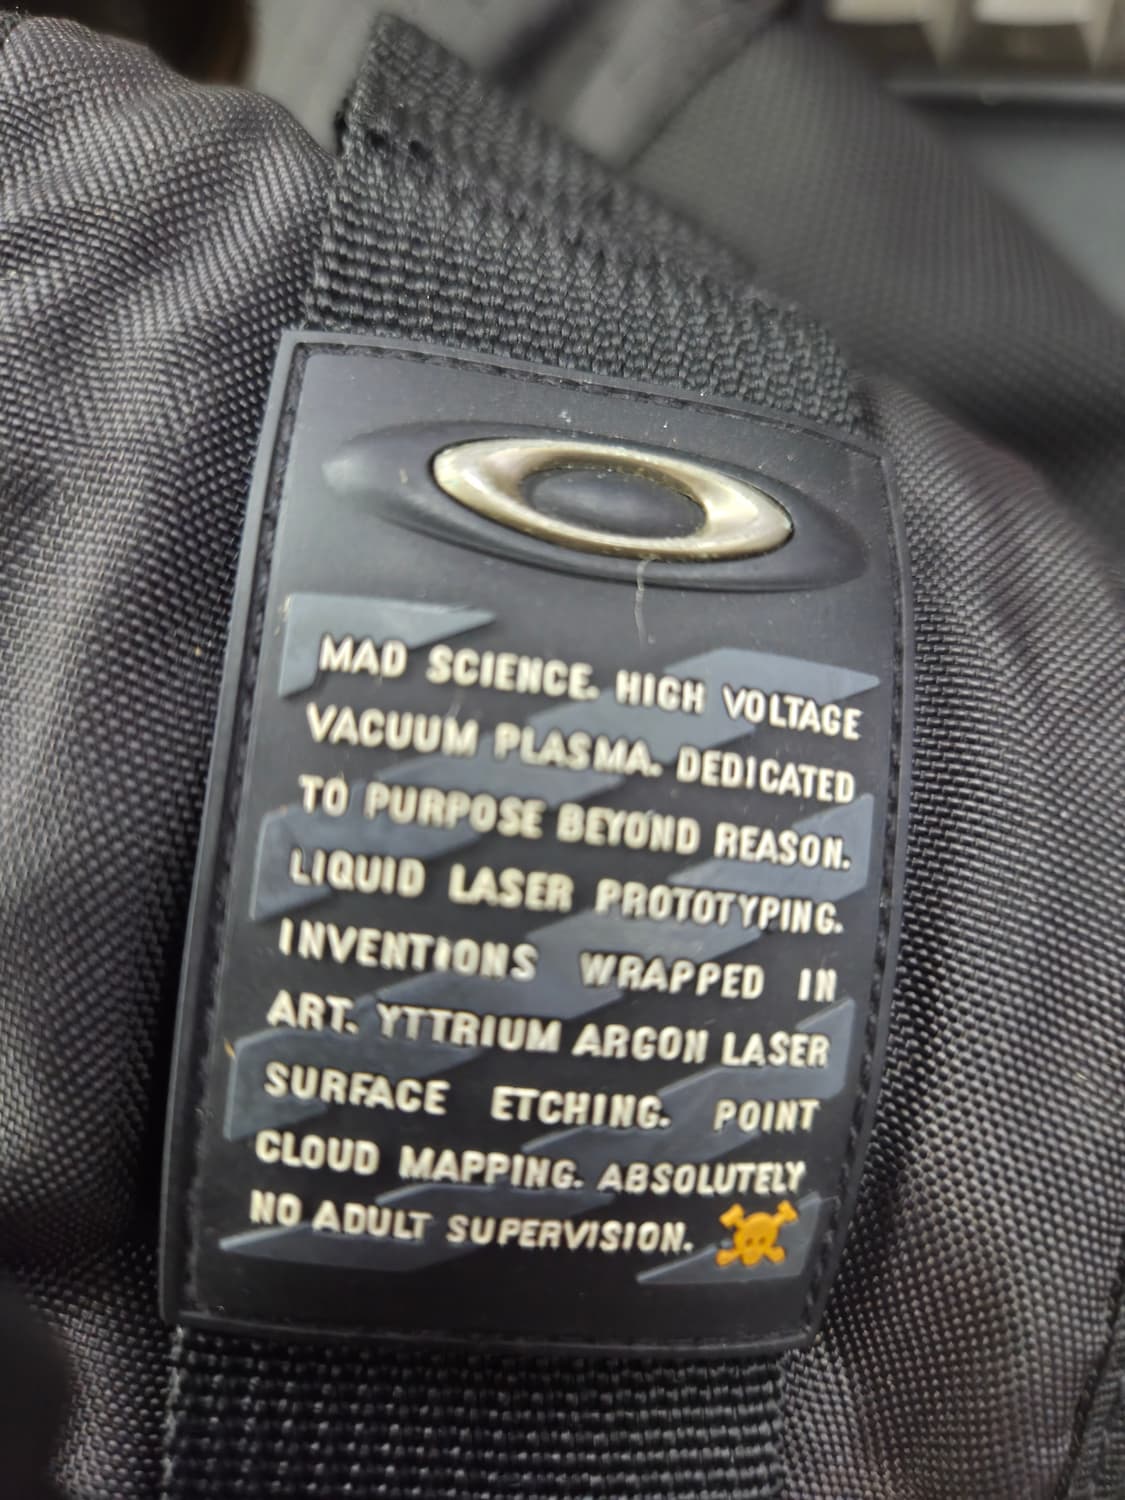 MAD SCIENCE. HIGH VOLTAGE
VACUUM PLASMA. DEDICATED
TO PURPOSE BEYOND REASON.
LIQUID LASER PROTOTYPING.
INVENTIONS WRAPPED IN
ART. YTTRIUM ARGON LASER
SURFACE ETCHING. POINT
CLOUD MAPPING. ABSOLUTELY
NO ADULT SUPERVISION.